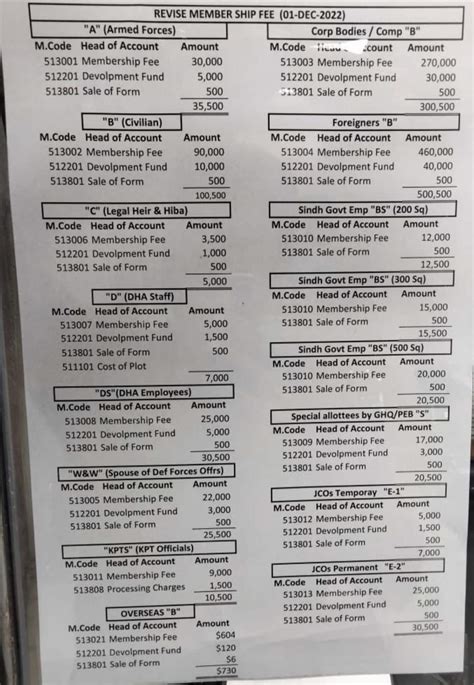 REVISE MEMBER SHIP FEE (01-DEC-2022)
"A" (Armed Forces)
M.Code Head of Account Amount
513001 Membership Fee 30,000
512201 Devolpment Fund 5,000
513801 Sale of Form 500
35,500
"B" (Civilian)
M.Code Head of Account Amount
513002 Membership Fee 90,000
512201 Devolpment Fund 10,000
513801 Sale of Form 500
100,500
"C" (Legal Heir & Hiba)
M.Code Head of Account Amount
513006 Membership Fee 3,500
512201 Devolpment Fund 1,000
513801 Sale of Form 500
5,000
"D" (DHA Staff)
M.Code Head of Account Amount
513007 Membership Fee 5,000
512201 Devolpment Fund 1,500
513801 Sale of Form 500
511101 Cost of Plot
7,000
"DS"(DHA Employees)
M.Code Head of Account Amount
513008 Membership Fee 25,000
512201 Devolpment Fund 5,000
513801 Sale of Form 500
30,500
"W&W" (Spouse of Def Forces Offrs)
M.Code Head of Account Amount
513005 Membership Fee 22,000
512201 Devolpment Fund 3,000
513801 Sale of Form 500
25,500
"KPTS" (KPT Officials)
M.Code Head of Account Amount
513011 Membership Fee 9,000
513808 Processing Charges 1,500
10,500
OVERSEAS "B"
M.Code Head of Account Amount
513021 Membership Fee $604
512201 Devolpment Fund $120
513801 Sale of Form $6
$730
Corp Bodies / Comp "B"
M.Code Account Amount
513003 Membership Fee 270,000
512201 Devolpment Fund 30,000
513801 Sale of Form 500
300,500
Foreigners "B"
M.Code Head of Account Amount
513004 Membership Fee 460,000
512201 Devolpment Fund 40,000
513801 Sale of Form 500
500,500
Sindh Govt Emp "BS" (200 Sq)
M.Code Head of Account Amount
513010 Membership Fee 12,000
513801 Sale of Form 500
12,500
Sindh Govt Emp "BS" (300 Sq)
M.Code Head of Account Amount
513010 Membership Fee 15,000
513801 Sale of Form 500
15,500
Sindh Govt Emp "BS" (500 Sq)
M.Code Head of Account Amount
513010 Membership Fee 20,000
513801 Sale of Form 500
20,500
Special allottees by GHQ/PEB "S"
M.Code Head of Account Amount
513009 Membership Fee 17,000
512201 Devolpment Fund 3,000
513801 Sale of Form 500
20,500
JCOs Temporay "E-1"
M.Code Head of Account Amount
513012 Membership Fee 5,000
512201 Devolpment Fund 1,500
513801 Sale of Form 500
7,000
JCOs Permanent "E-2"
M.Code Head of Account Amount
513013 Membership Fee 25,000
512201 Devolpment Fund 5,000
513801 Sale of Form 500
30,500